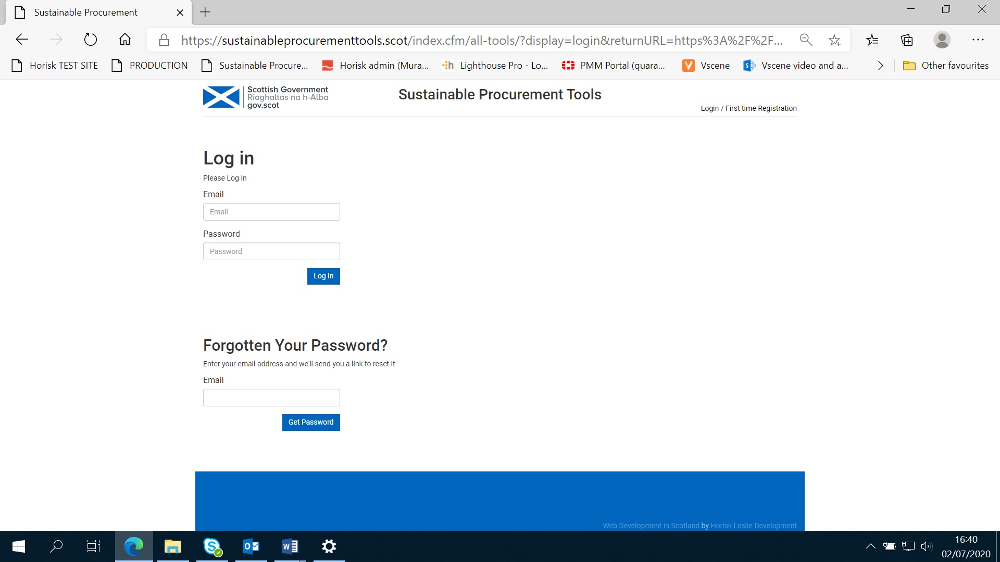 Sustainable Procurement
https://sustainableprocurementtools.scot/index.cfm/all-tools/?display=login&returnURL=https%3A%2F%2F...
Horisk TEST SITE PRODUCTION Sustainable Procure... Horisk admin (Mura... Lighthouse Pro - Lo... PMM Portal (quara... Vscene Vscene video and a... Other favourites
Scottish Government
Riaghaltas na h-Alba
gov.scot
Sustainable Procurement Tools
Login / First time Registration
Log in
Please Log In
Email
Email
Password
Password
Log In
Forgotten Your Password?
Enter your email address and we'll send you a link to reset it
Email
Get Password
Web Development in Scotland by Horisk Leslie Development
16:40
02/07/2020